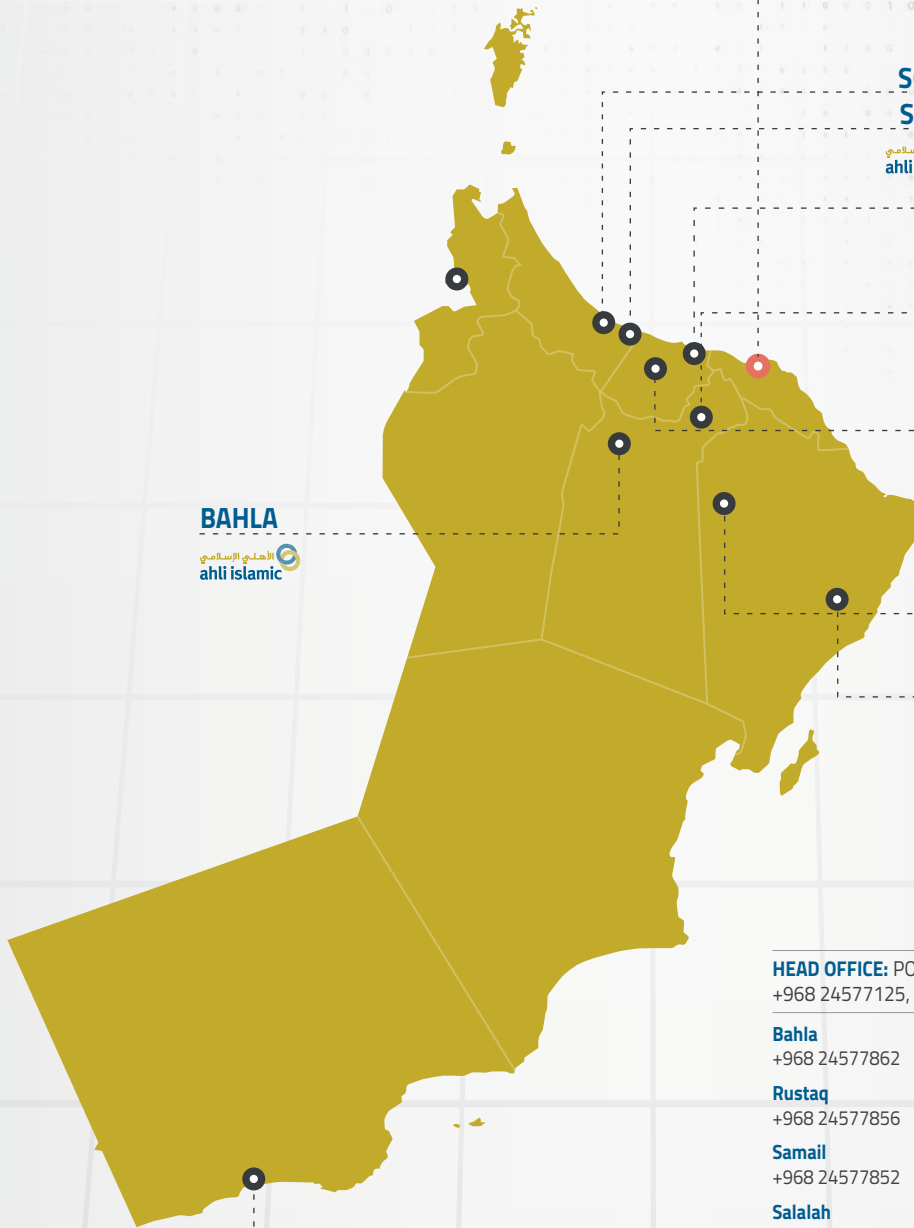 S
S
ahli
BAHLA
الأهلي الإسلامي
ahli islamic
HEAD OFFICE: PO
+968 24577125,
Bahla
+968 24577862
Rustaq
+968 24577856
Samail
+968 24577852
Salalah